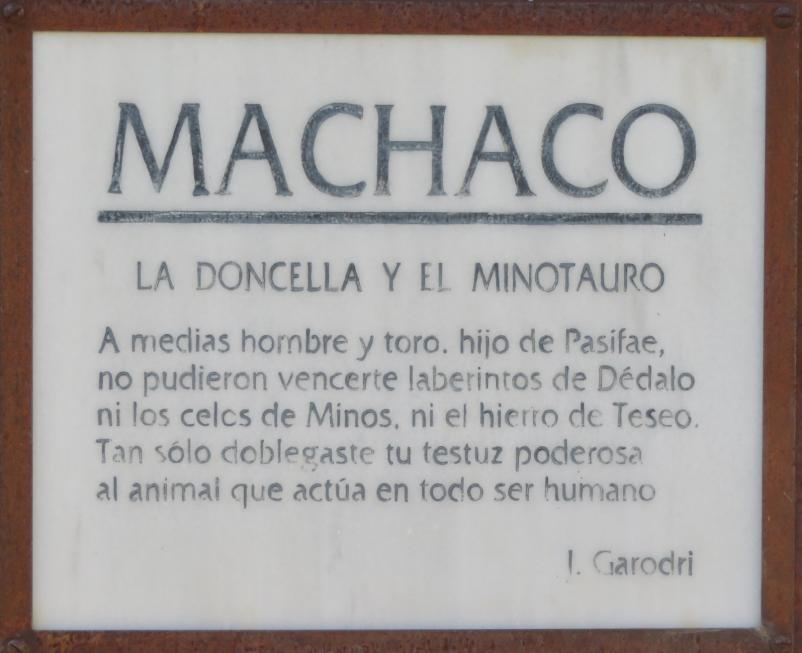 MACHACO
LA DONCELLA Y EL MINOTAURO
A medias hombre y toro, hijo de Pasifae,
no pudieron vencerte laberintos de Dédalo
ni los celos de Minos, ni el hierro de Teseo.
Tan sólo doblegaste tu testuz poderosa
al animal que actúa en todo ser humano
J. Garodri